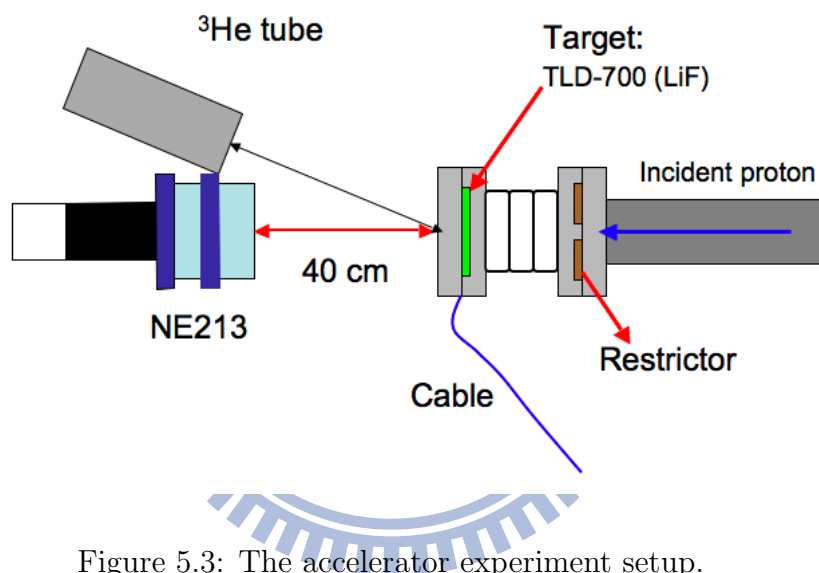 ³He tube
Target:
TLD-700 (LiF)
Incident proton
40 cm
NE213
Restrictor
Cable
Figure 5.3: The accelerator experiment setup.